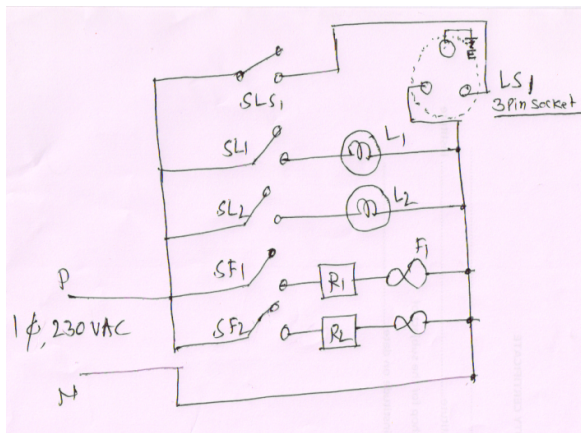 E
SLS1
LS1
3 Pin socket
SL1
L1
SL2
L2
P
SF1
R1
F1
1ϕ, 230 VAC
SF2
R2
N